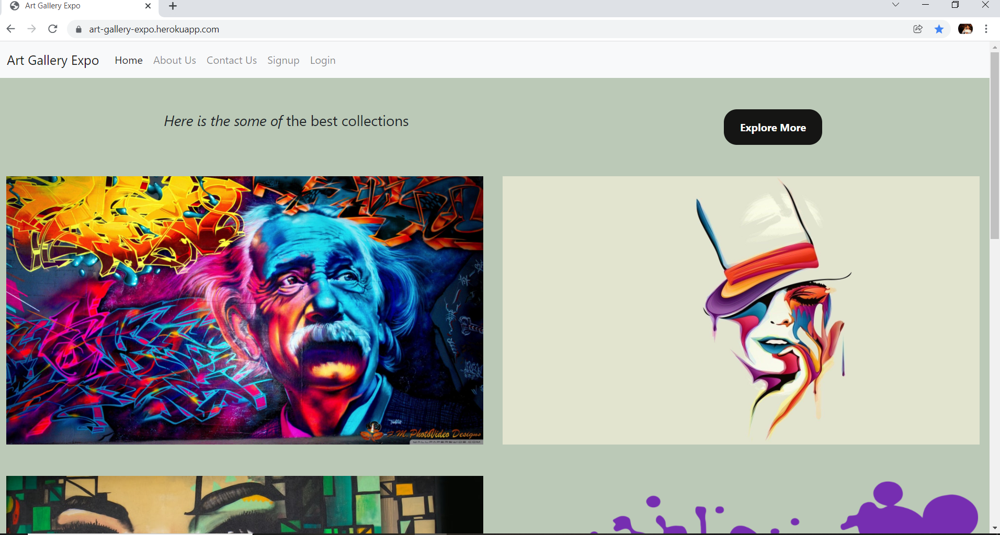 Art Gallery Expo
art-gallery-expo.herokuapp.com
Art Gallery Expo Home About Us Contact Us Signup Login
Here is the some of the best collections
Explore More
F.M. PhotoVideo Designs
WALLPAPERSWIDE.COM